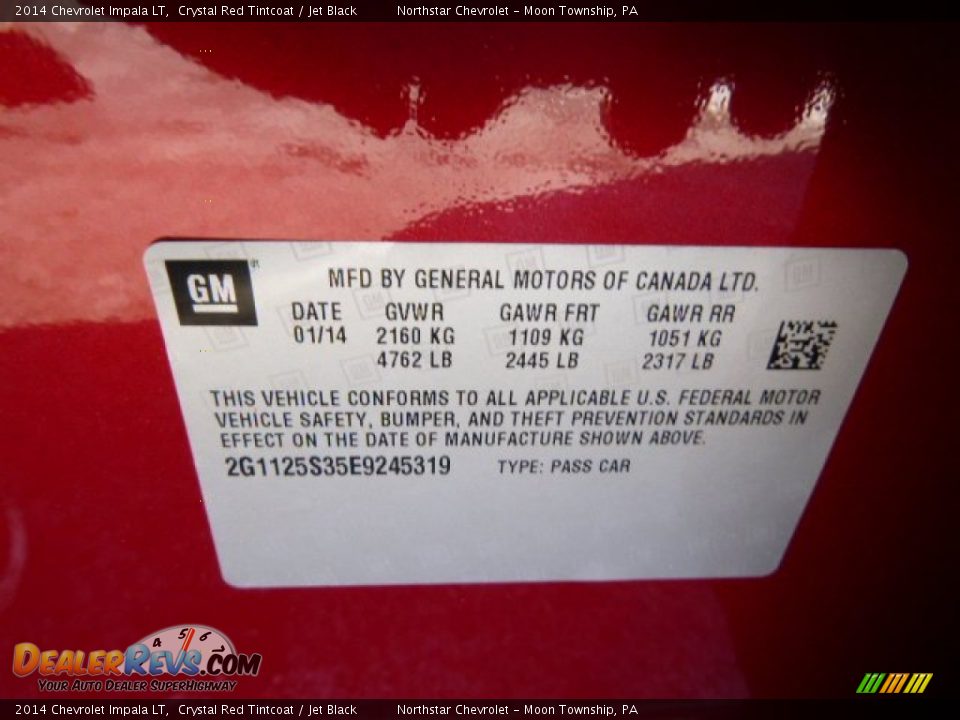 2014 Chevrolet Impala LT, Crystal Red Tintcoat / Jet Black Northstar Chevrolet - Moon Township, PA
GM
MFD BY GENERAL MOTORS OF CANADA LTD.
DATE GVWR GAWR FRT GAWR RR
01/14 2160 KG 1109 KG 1051 KG
4762 LB 2445 LB 2317 LB
THIS VEHICLE CONFORMS TO ALL APPLICABLE U.S. FEDERAL MOTOR
VEHICLE SAFETY, BUMPER, AND THEFT PREVENTION STANDARDS IN
EFFECT ON THE DATE OF MANUFACTURE SHOWN ABOVE.
2G1125S35E9245319 TYPE: PASS CAR
4 5 6
DEALERREVS.COM
YOUR AUTO DEALER SUPERHIGHWAY
2014 Chevrolet Impala LT, Crystal Red Tintcoat / Jet Black Northstar Chevrolet - Moon Township, PA